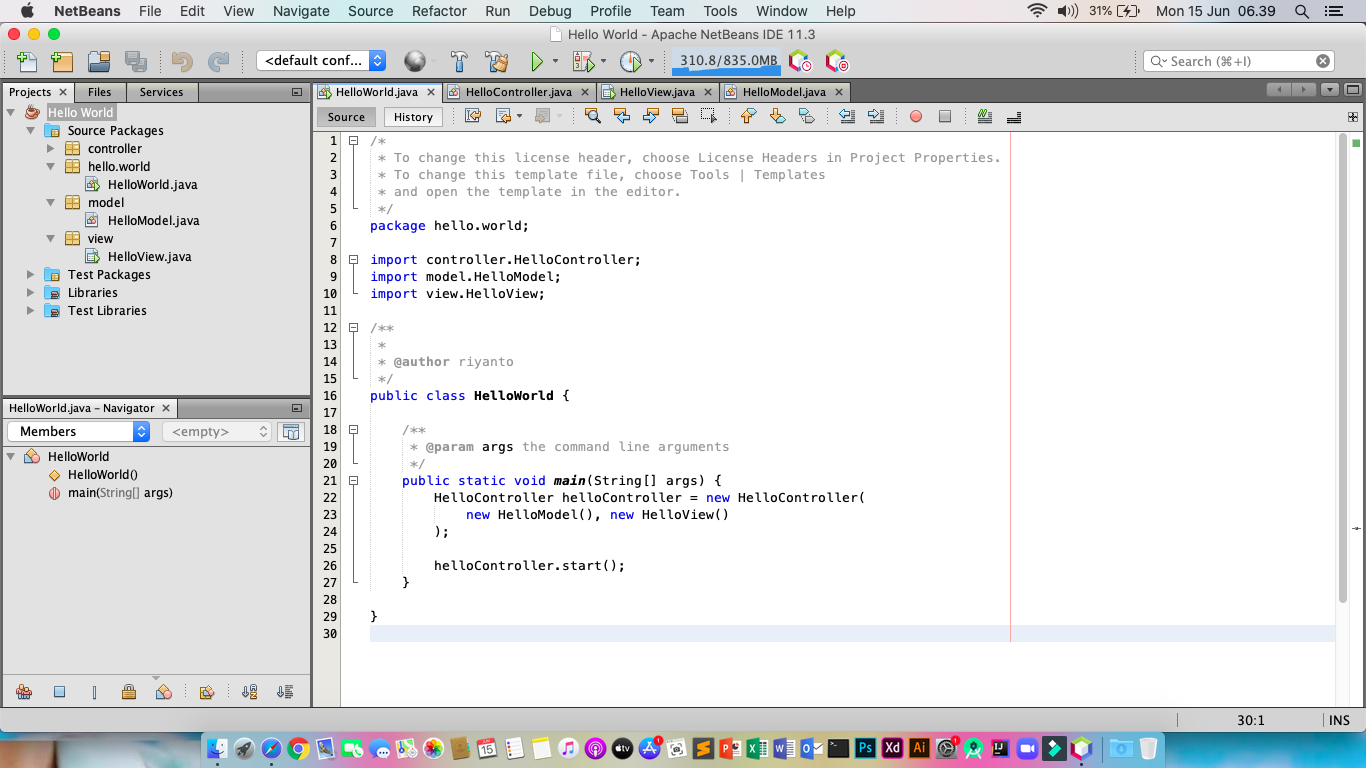 NetBeans File Edit View Navigate Source Refactor Run Debug Profile Team Tools Window Help 31% Mon 15 Jun 06.39
Hello World - Apache NetBeans IDE 11.3
<default conf... 310.8/835.0MB Search (⌘+I)
Projects Files Services
Hello World
Source Packages
controller
hello.world
HelloWorld.java
model
HelloModel.java
view
HelloView.java
Test Packages
Libraries
Test Libraries
HelloWorld.java – Navigator
Members <empty>
HelloWorld
HelloWorld()
main(String[] args)
HelloWorld.java HelloController.java HelloView.java HelloModel.java
Source History
1 /*
2 * To change this license header, choose License Headers in Project Properties.
3 * To change this template file, choose Tools | Templates
4 * and open the template in the editor.
5 */
6 package hello.world;
7
8 import controller.HelloController;
9 import model.HelloModel;
10 import view.HelloView;
11
12 /**
13 *
14 * @author riyanto
15 */
16 public class HelloWorld {
17
18 /**
19 * @param args the command line arguments
20 */
21 public static void main(String[] args) {
22 HelloController helloController = new HelloController(
23 new HelloModel(), new HelloView()
24 );
25
26 helloController.start();
27 }
28
29 }
30
30:1 INS
15 tv P X W O Ps Xd Ai 1 IJ